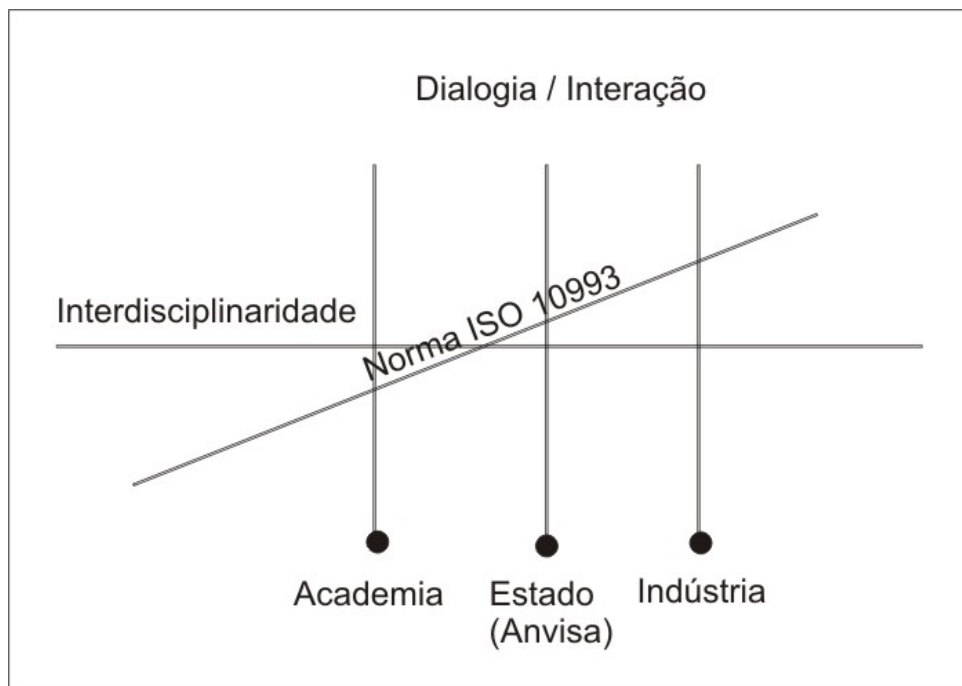 Dialogia / Interação
Interdisciplinaridade
Norma ISO 10993
Academia
Estado
(Anvisa)
Indústria